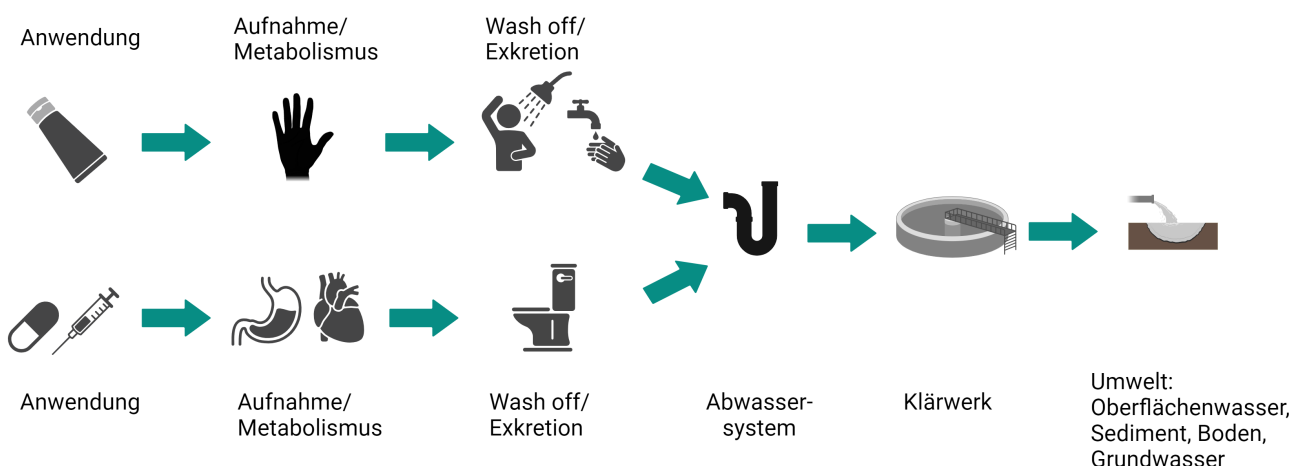 Anwendung
Aufnahme/
Metabolismus
Wash off/
Exkretion
Anwendung
Aufnahme/
Metabolismus
Wash off/
Exkretion
Abwasser-
system
Klärwerk
Umwelt:
Oberflächenwasser,
Sediment, Boden,
Grundwasser